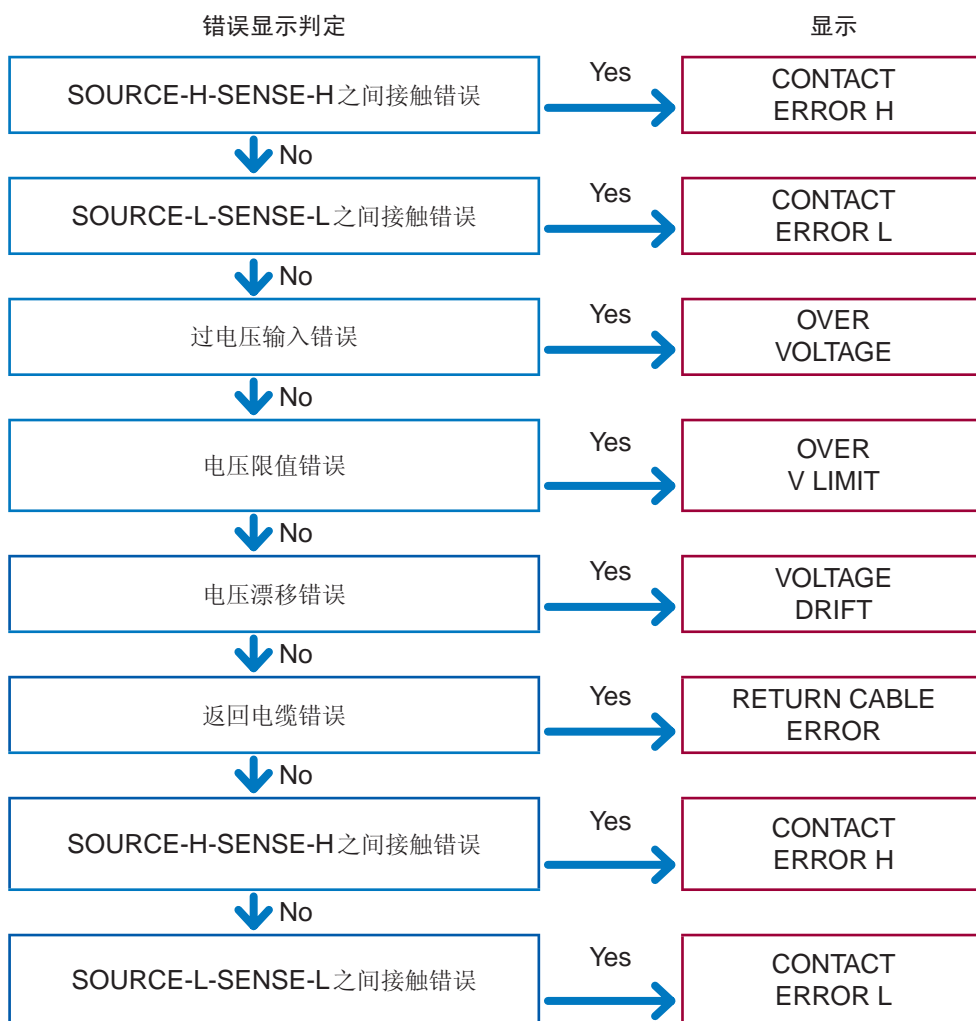 错误显示判定
显示
SOURCE-H-SENSE-H之间接触错误
Yes
CONTACT
ERROR H
No
SOURCE-L-SENSE-L之间接触错误
Yes
CONTACT
ERROR L
No
过电压输入错误
Yes
OVER
VOLTAGE
No
电压限值错误
Yes
OVER
V LIMIT
No
电压漂移错误
Yes
VOLTAGE
DRIFT
No
返回电缆错误
Yes
RETURN CABLE
ERROR
No
SOURCE-H-SENSE-H之间接触错误
Yes
CONTACT
ERROR H
No
SOURCE-L-SENSE-L之间接触错误
Yes
CONTACT
ERROR L